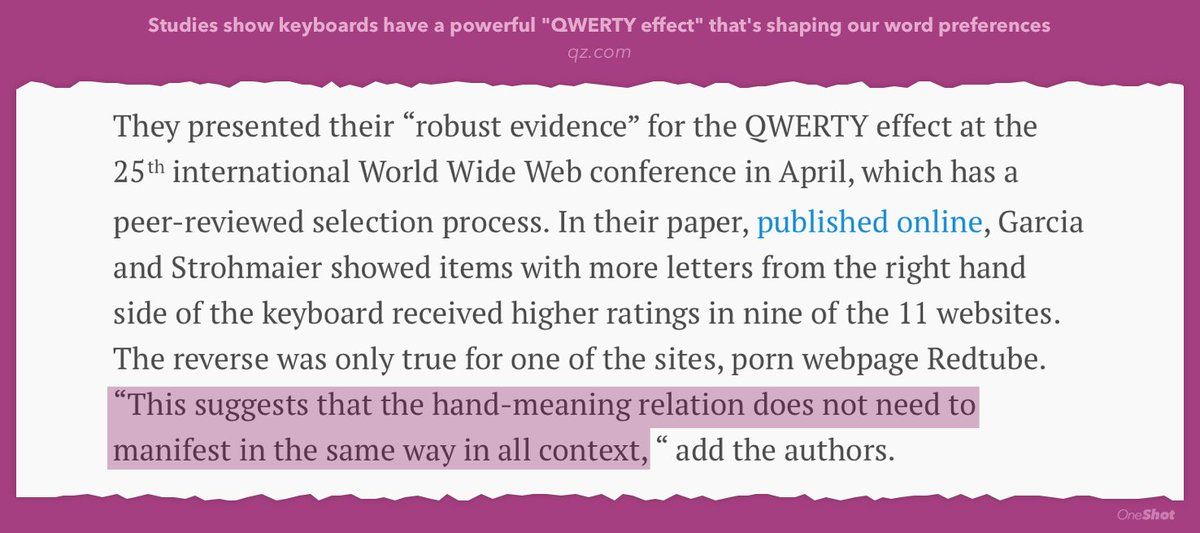 Studies show keyboards have a powerful "QWERTY effect" that's shaping our word preferences
qz.com
They presented their “robust evidence” for the QWERTY effect at the
25th international World Wide Web conference in April, which has a
peer-reviewed selection process. In their paper, published online, Garcia
and Strohmaier showed items with more letters from the right hand
side of the keyboard received higher ratings in nine of the 11 websites.
The reverse was only true for one of the sites, porn webpage Redtube.
“This suggests that the hand-meaning relation does not need to
manifest in the same way in all context, “ add the authors.
OneShot